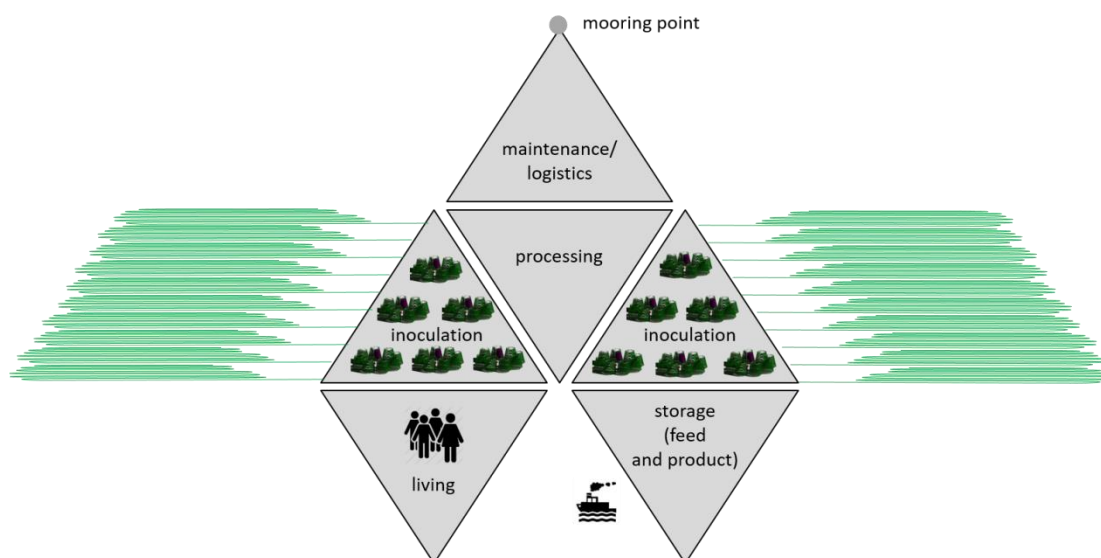 mooring point
maintenance/
logistics
processing
inoculation
inoculation
living
storage
(feed
and product)